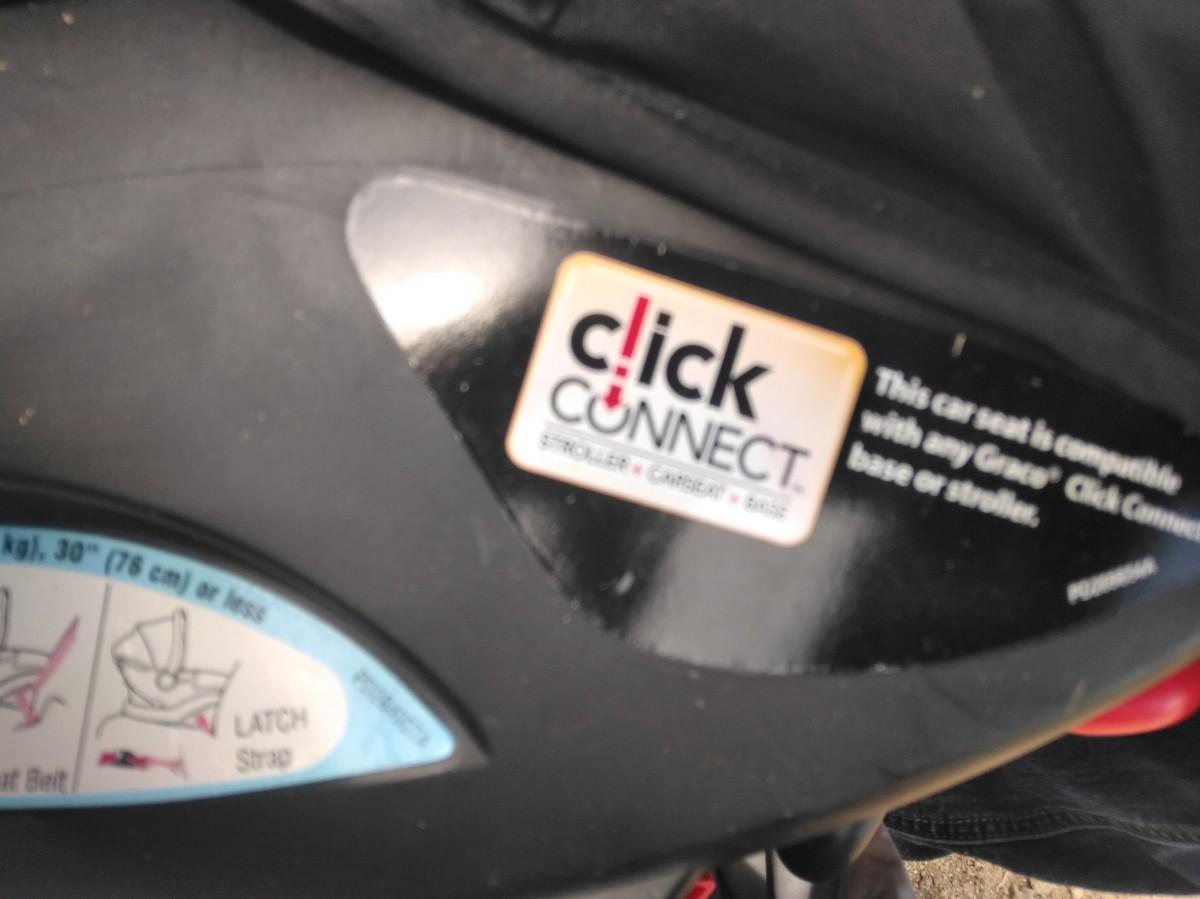 click
CONNECT™
STROLLER × CARSEAT × BASE
This car seat is compatible
with any Graco® Click Connect
base or stroller.
kg), 30" (76 cm) or less
LATCH
Strap
at Belt